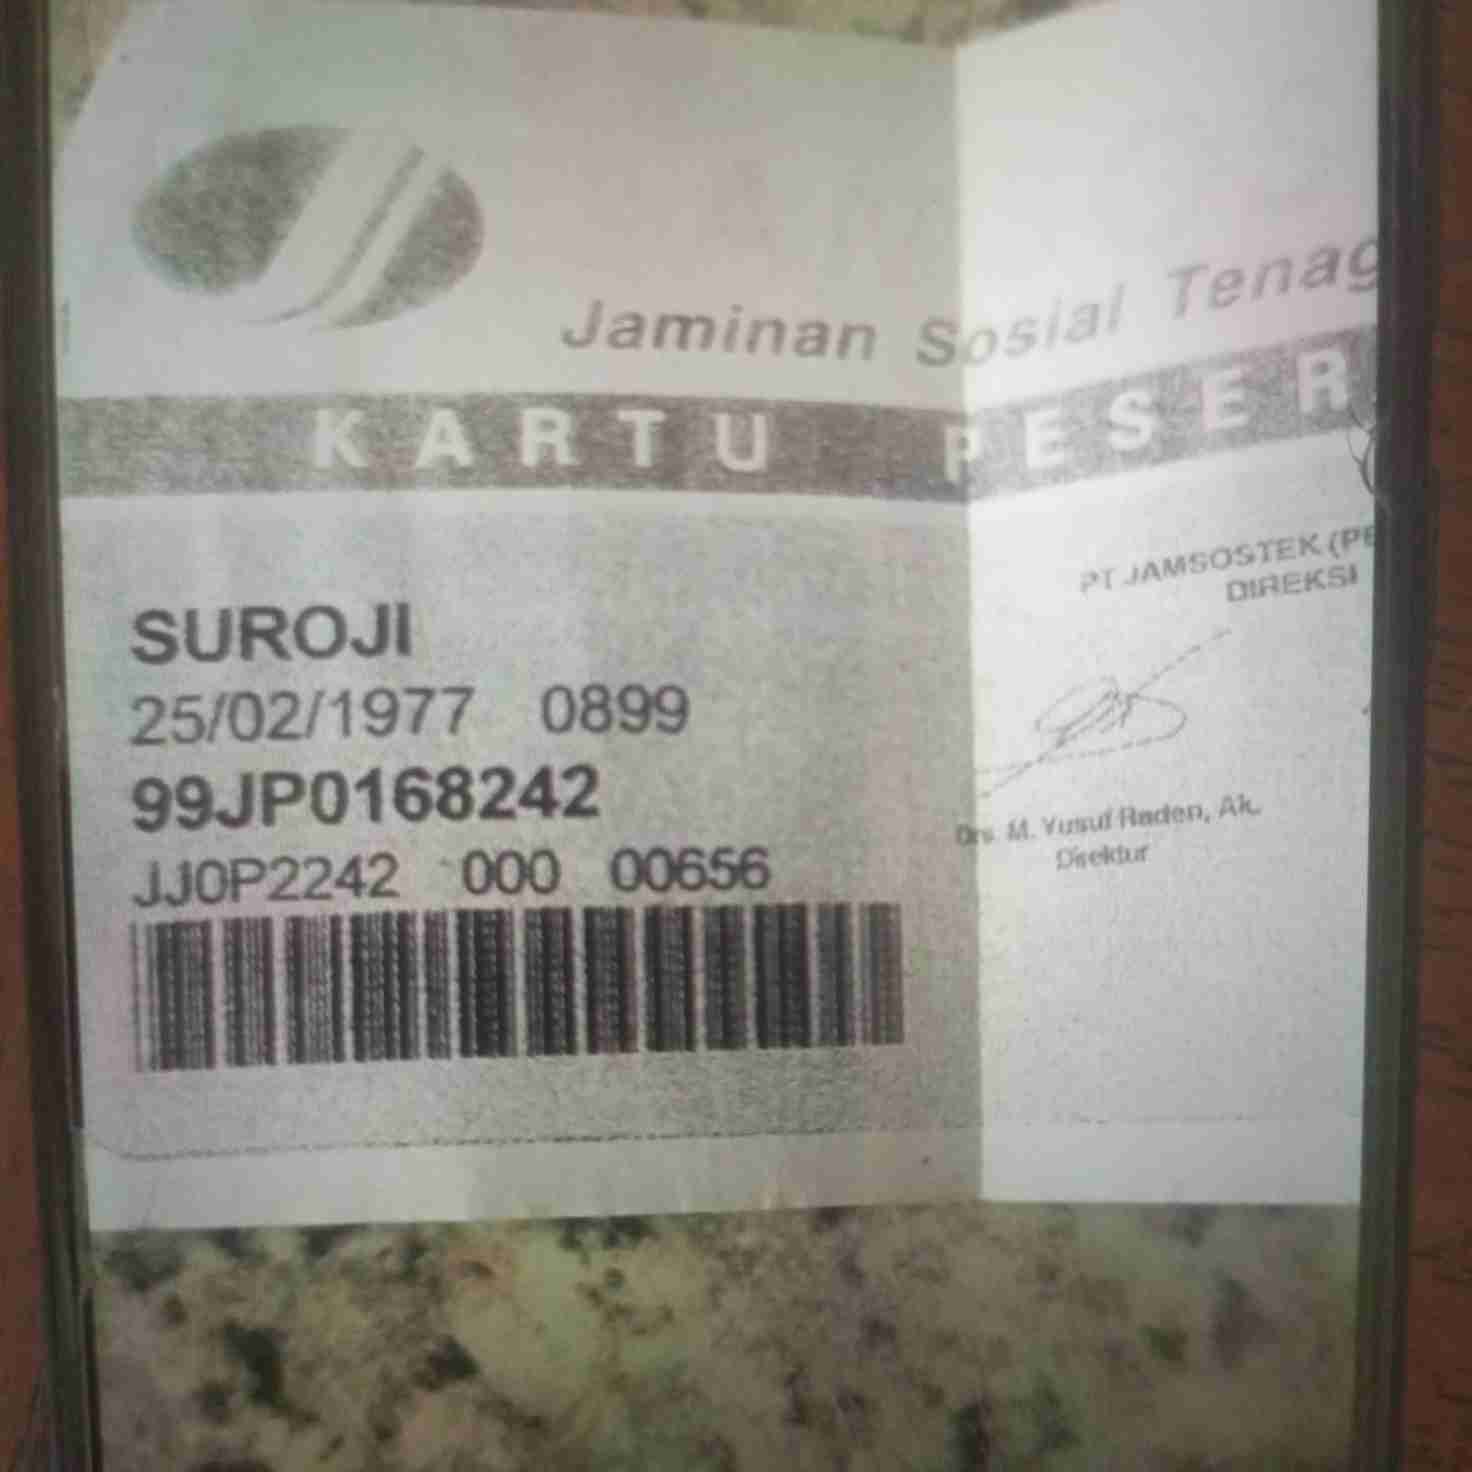 Jaminan Sosial Tenag
KARTU PESER
PT JAMSOSTEK (PE
DIREKSI
SUROJI
25/02/1977 0899
99JP0168242
JJ0P2242 000 00656
Drs. M. Yusuf Raden, Ak.
Direktur